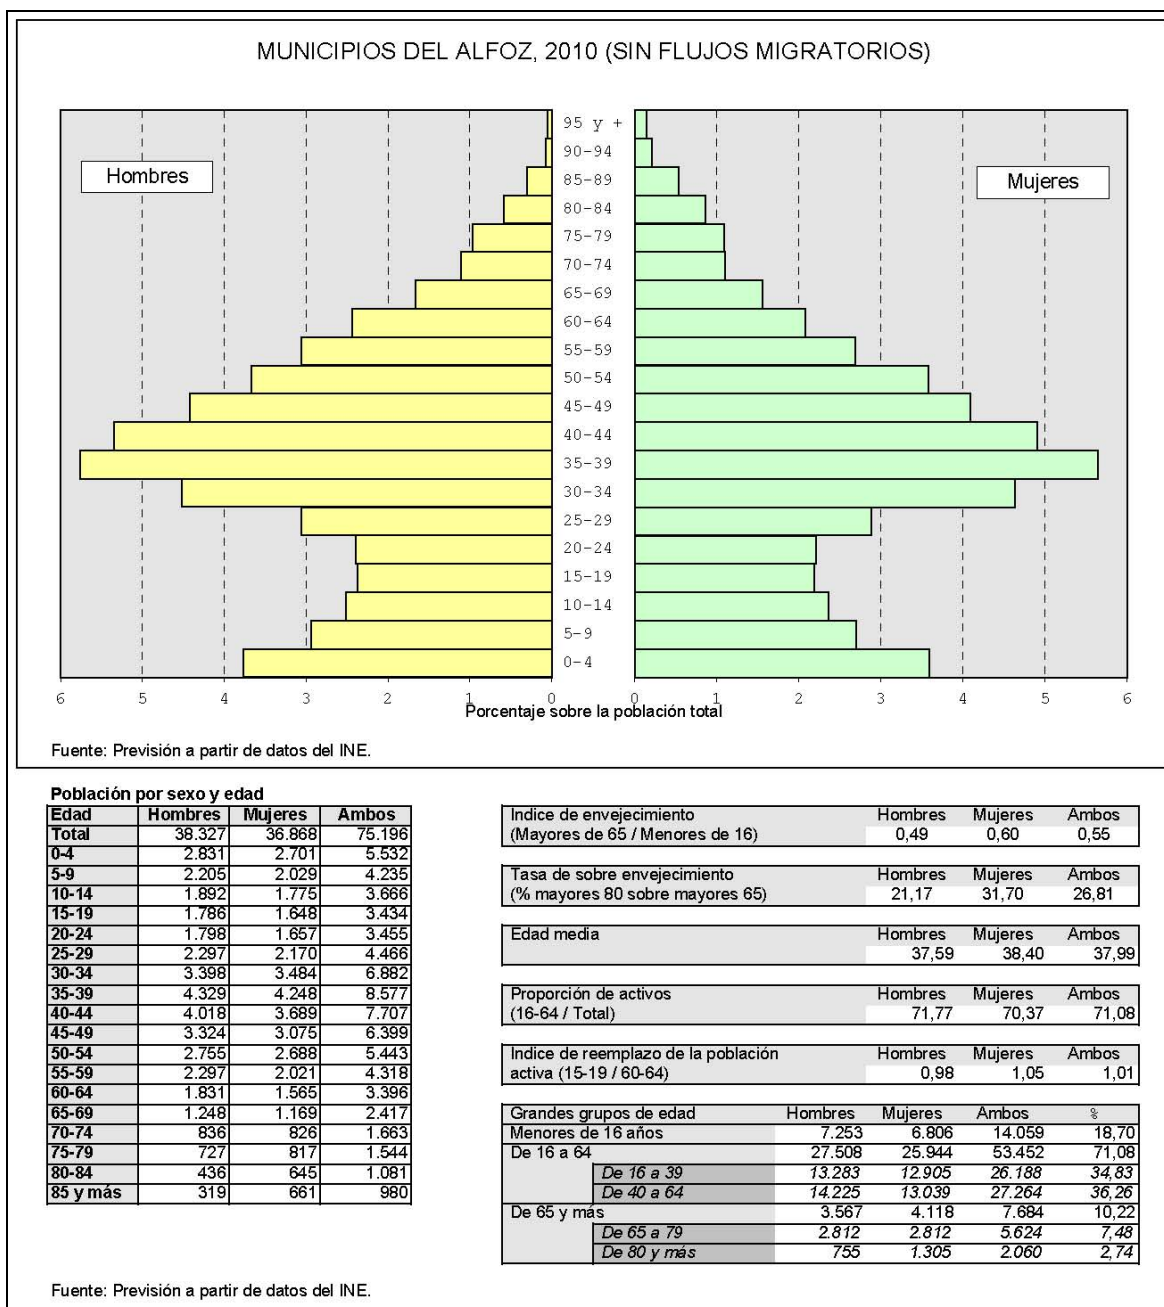 MUNICIPIOS DEL ALFOZ, 2010 (SIN FLUJOS MIGRATORIOS)
Hombres
Mujeres
95 y +
90-94
85-89
80-84
75-79
70-74
65-69
60-64
55-59
50-54
45-49
40-44
35-39
30-34
25-29
20-24
15-19
10-14
5-9
0-4
6 5 4 3 2 1 0 0 1 2 3 4 5 6
Porcentaje sobre la población total
Fuente: Previsión a partir de datos del INE.
Población por sexo y edad
Edad Hombres Mujeres Ambos
Total 38.327 36.868 75.196
0-4 2.831 2.701 5.532
5-9 2.205 2.029 4.235
10-14 1.892 1.775 3.666
15-19 1.786 1.648 3.434
20-24 1.798 1.657 3.455
25-29 2.297 2.170 4.466
30-34 3.398 3.484 6.882
35-39 4.329 4.248 8.577
40-44 4.018 3.689 7.707
45-49 3.324 3.075 6.399
50-54 2.755 2.688 5.443
55-59 2.297 2.021 4.318
60-64 1.831 1.565 3.396
65-69 1.248 1.169 2.417
70-74 836 826 1.663
75-79 727 817 1.544
80-84 436 645 1.081
85 y más 319 661 980
Indice de envejecimiento Hombres Mujeres Ambos
(Mayores de 65 / Menores de 16) 0,49 0,60 0,55
Tasa de sobre envejecimiento Hombres Mujeres Ambos
(% mayores 80 sobre mayores 65) 21,17 31,70 26,81
Edad media Hombres Mujeres Ambos
37,59 38,40 37,99
Proporción de activos Hombres Mujeres Ambos
(16-64 / Total) 71,77 70,37 71,08
Indice de reemplazo de la población Hombres Mujeres Ambos
activa (15-19 / 60-64) 0,98 1,05 1,01
Grandes grupos de edad Hombres Mujeres Ambos %
Menores de 16 años 7.253 6.806 14.059 18,70
De 16 a 64 27.508 25.944 53.452 71,08
De 16 a 39 13.283 12.905 26.188 34,83
De 40 a 64 14.225 13.039 27.264 36,26
De 65 y más 3.567 4.118 7.684 10,22
De 65 a 79 2.812 2.812 5.624 7,48
De 80 y más 755 1.305 2.060 2,74
Fuente: Previsión a partir de datos del INE.